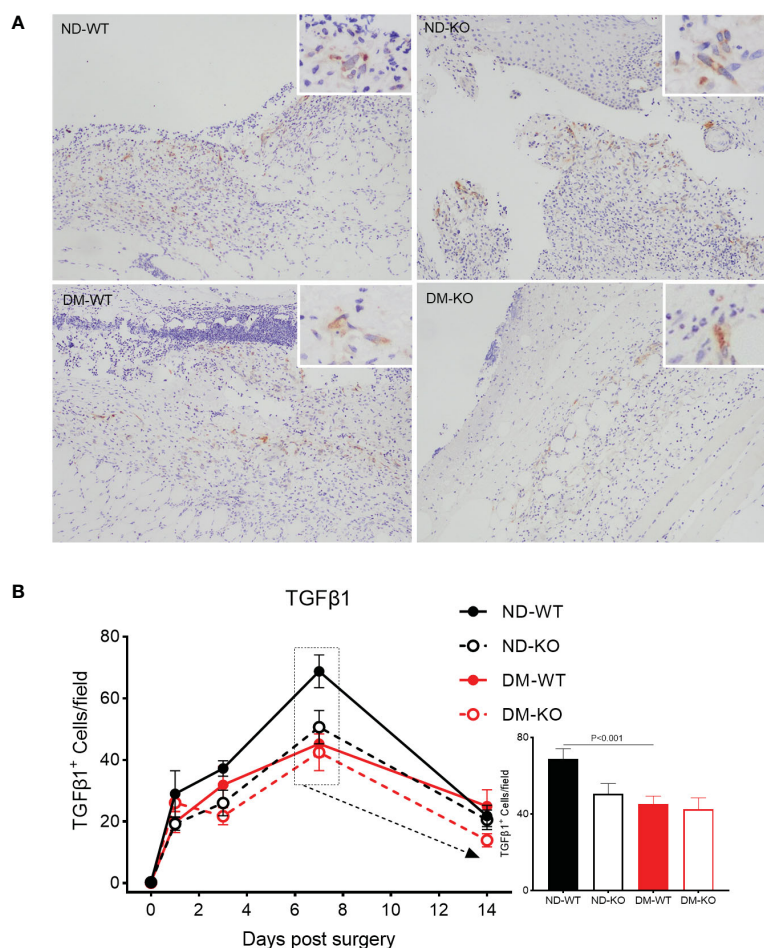 A
ND-WT
ND-KO
DM-WT
DM-KO
B
TGFβ1
TGFβ1⁺ Cells/field
80
60
40
20
0
0 2 4 6 8 10 12 14
Days post surgery
ND-WT
ND-KO
DM-WT
DM-KO
P<0.001
TGFβ1⁺ Cells/field
80
40
0
ND-WT ND-KO DM-WT DM-KO